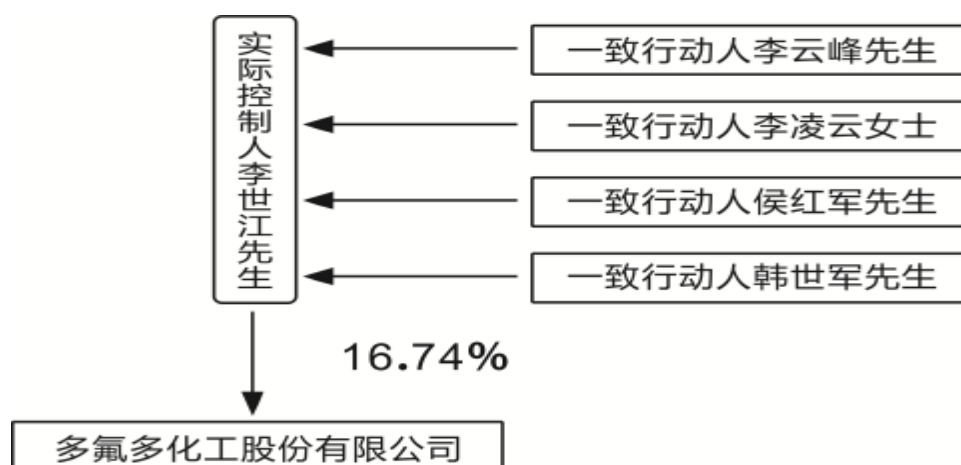 实际控制人李世江先生
一致行动人李云峰先生
一致行动人李凌云女士
一致行动人侯红军先生
一致行动人韩世军先生
16.74%
多氟多化工股份有限公司